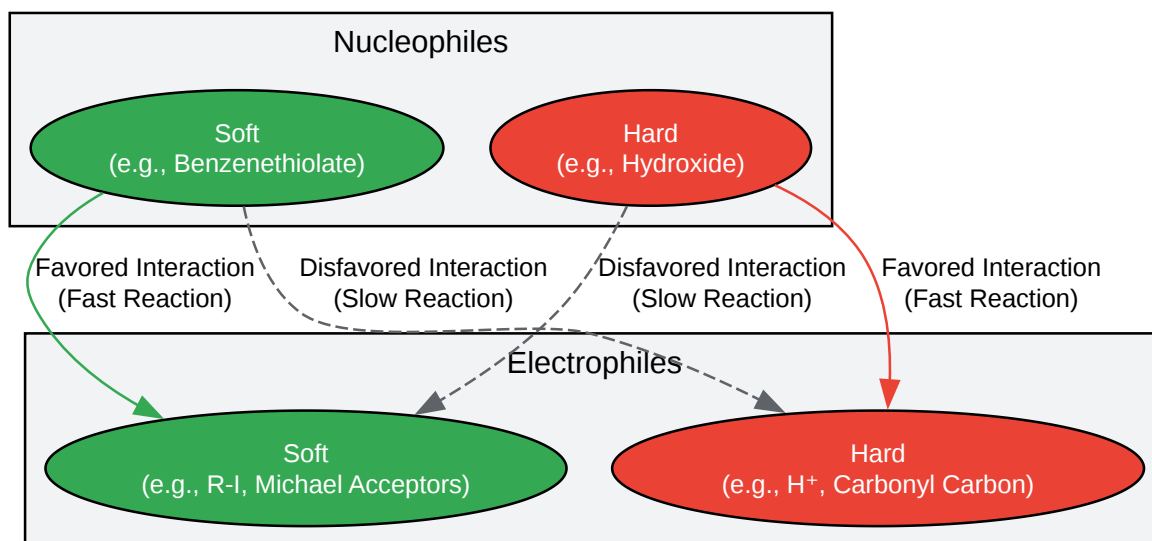 Nucleophiles
Soft
(e.g., Benzenethiolate)
Hard
(e.g., Hydroxide)
Favored Interaction
(Fast Reaction)
Disfavored Interaction
(Slow Reaction)
Disfavored Interaction
(Slow Reaction)
Favored Interaction
(Fast Reaction)
Electrophiles
Soft
(e.g., R-I, Michael Acceptors)
Hard
(e.g., H⁺, Carbonyl Carbon)